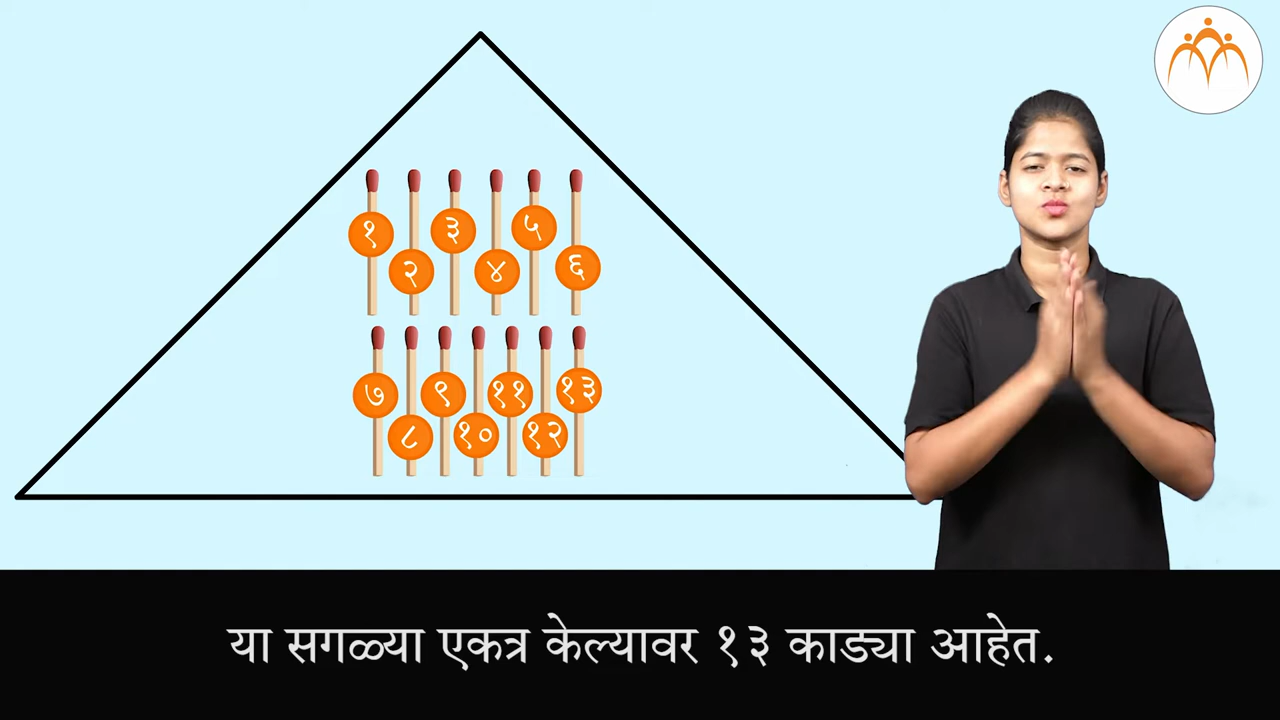 १ २ ३ ४ ५ ६
७ ८ ९ १० ११ १२ १३
या सगळ्या एकत्र केल्यावर १३ काड्या आहेत.